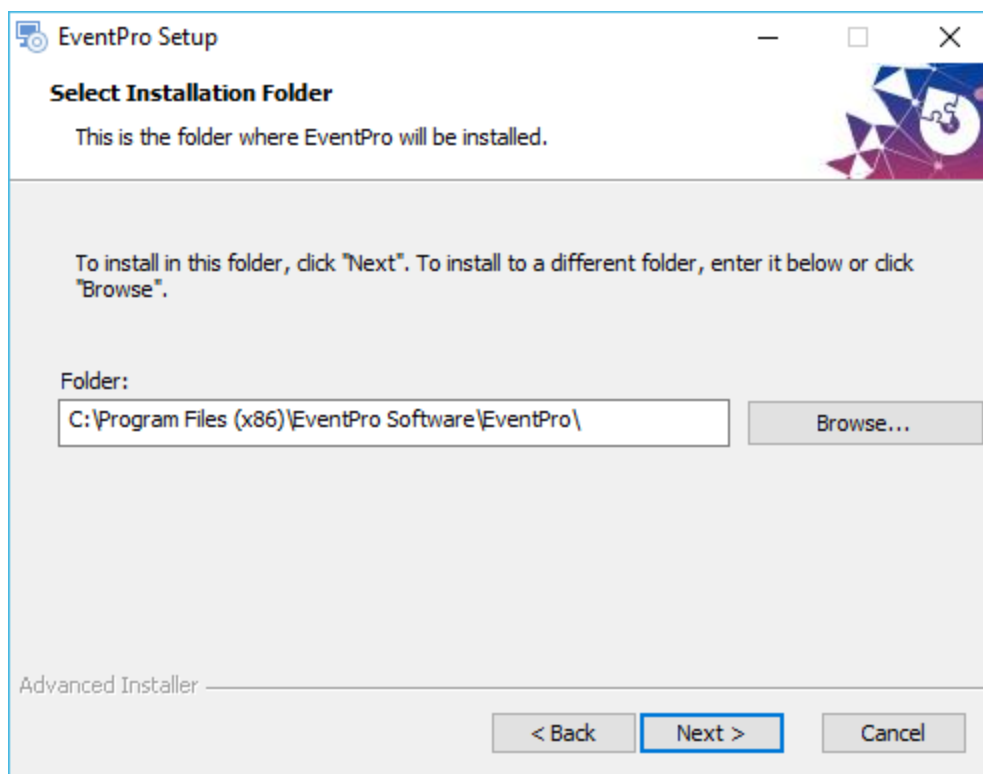 EventPro Setup
Select Installation Folder
This is the folder where EventPro will be installed.
To install in this folder, click "Next". To install to a different folder, enter it below or click
"Browse".
Folder:
C:\Program Files (x86)\EventPro Software\EventPro\
Browse...
Advanced Installer
< Back
Next >
Cancel